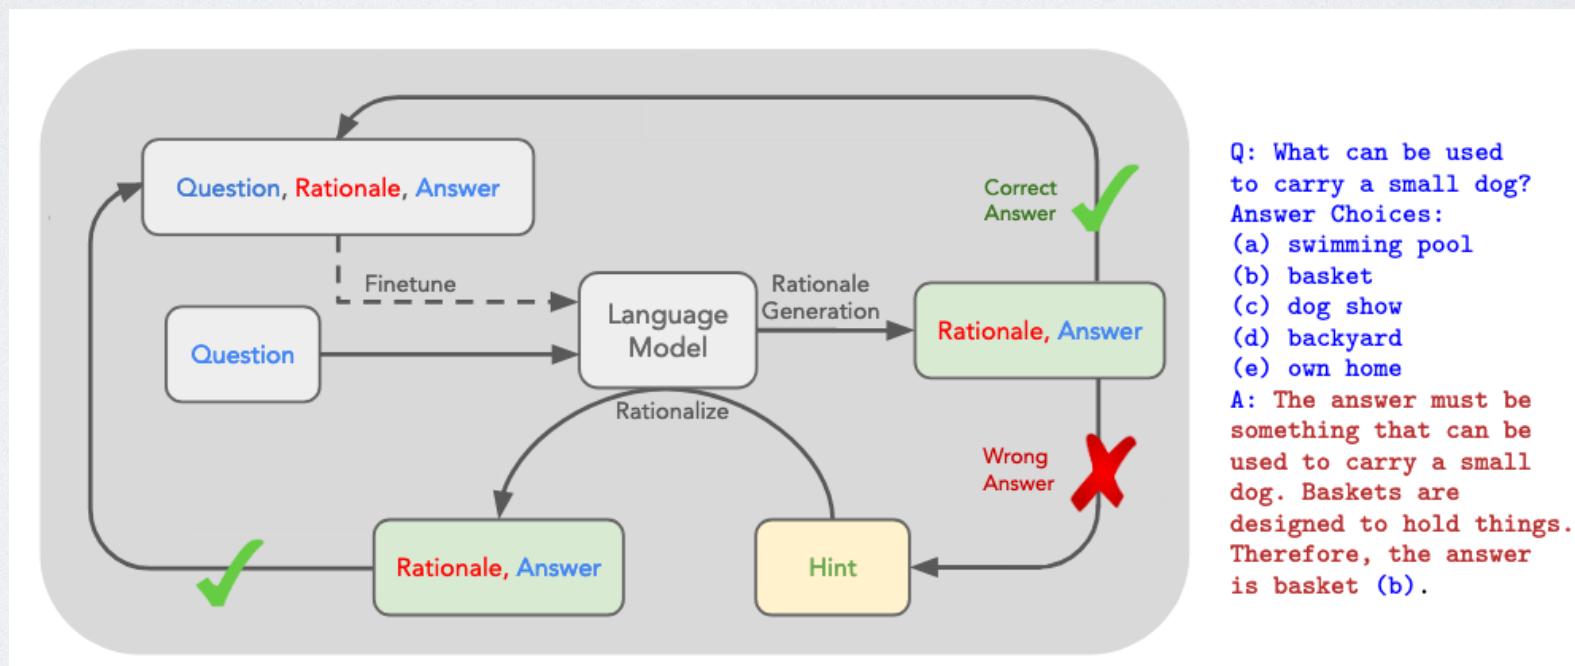 Question, Rationale, Answer
Finetune
Question
Language
Model
Rationale
Generation
Correct
Answer
Rationale, Answer
Rationalize
Wrong
Answer
Rationale, Answer
Hint
Q: What can be used
to carry a small dog?
Answer Choices:
(a) swimming pool
(b) basket
(c) dog show
(d) backyard
(e) own home
A: The answer must be
something that can be
used to carry a small
dog. Baskets are
designed to hold things.
Therefore, the answer
is basket (b).